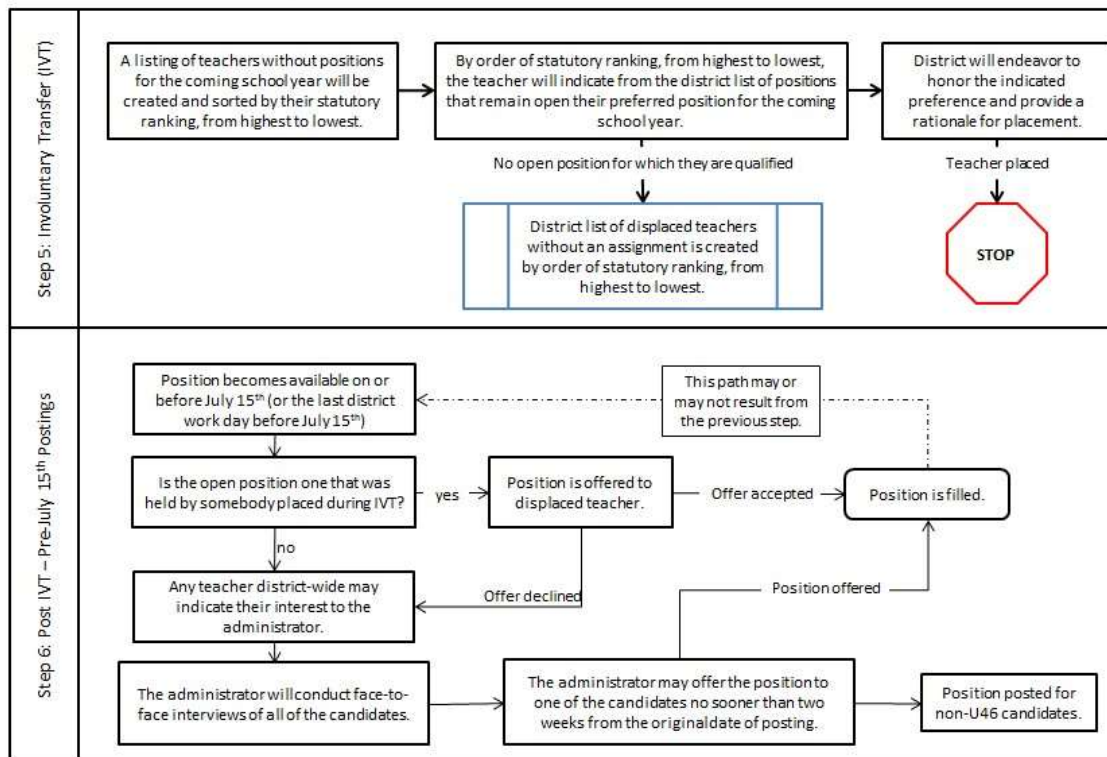 Step 5: Involuntary Transfer (IVT)
A listing of teachers without positions
for the coming school year will be
created and sorted by their statutory
ranking, from highest to lowest.
By order of statutory ranking, from highest to lowest,
the teacher will indicate from the district list of positions
that remain open their preferred position for the coming
school year.
District will endeavor to
honor the indicated
preference and provide a
rationale for placement.
No open position for which they are qualified
Teacher placed
District list of displaced teachers
without an assignment is created
by order of statutory ranking, from
highest to lowest.
STOP
Step 6: Post IVT – Pre-July 15th Postings
Position becomes available on or
before July 15th (or the last district
work day before July 15th)
This path may or
may not result from
the previous step.
Is the open position one that was
held by somebody placed during IVT?
yes
Position is offered to
displaced teacher.
Offer accepted
Position is filled.
no
Any teacher district-wide may
indicate their interest to the
administrator.
Offer declined
Position offered
The administrator will conduct face-to-
face interviews of all of the candidates.
The administrator may offer the position to
one of the candidates no sooner than two
weeks from the original date of posting.
Position posted for
non-U46 candidates.